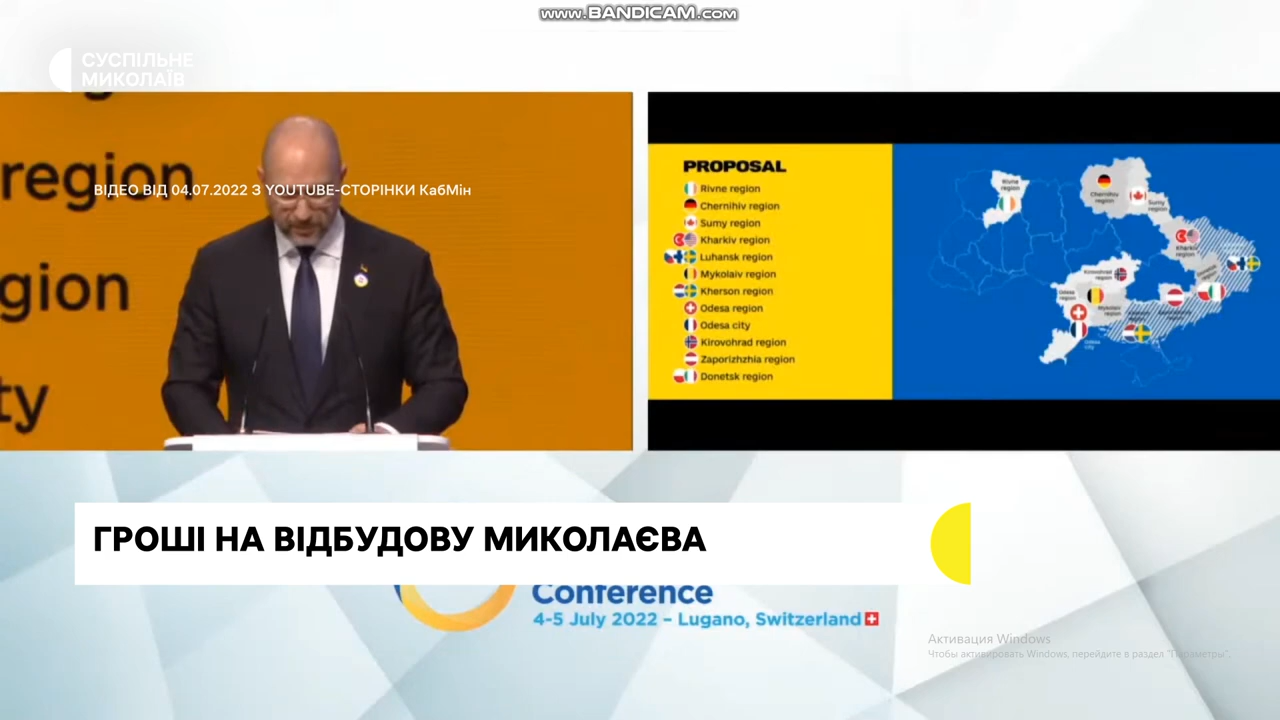 www.BANDICAM.com
СУСПІЛЬНЕ
МИКОЛАЇВ
region
ВІДЕО ВІД 04.07.2022 З YOUTUBE-СТОРІНКИ КабМін
gion
ty
PROPOSAL
Rivne region
Chernihiv region
Sumy region
Kharkiv region
Luhansk region
Mykolaiv region
Kherson region
Odesa region
Odesa city
Kirovohrad region
Zaporizhzhia region
Donetsk region
Rivne
region
Chernihiv
region
Sumy
region
Kharkiv
region
Kirovohrad
region
Odesa
region
Mykolaiv
region
Odesa
city
ГРОШІ НА ВІДБУДОВУ МИКОЛАЄВА
Conference
4-5 July 2022 – Lugano, Switzerland
Активация Windows
Чтобы активировать Windows, перейдите в раздел "Параметры".